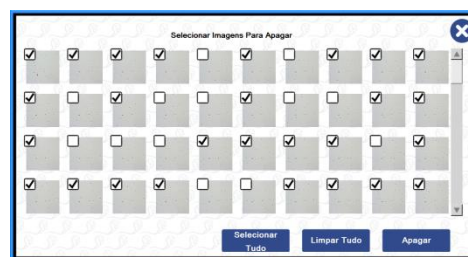 Selecionar Imagens Para Apagar
Selecionar
Tudo
Limpar Tudo
Apagar